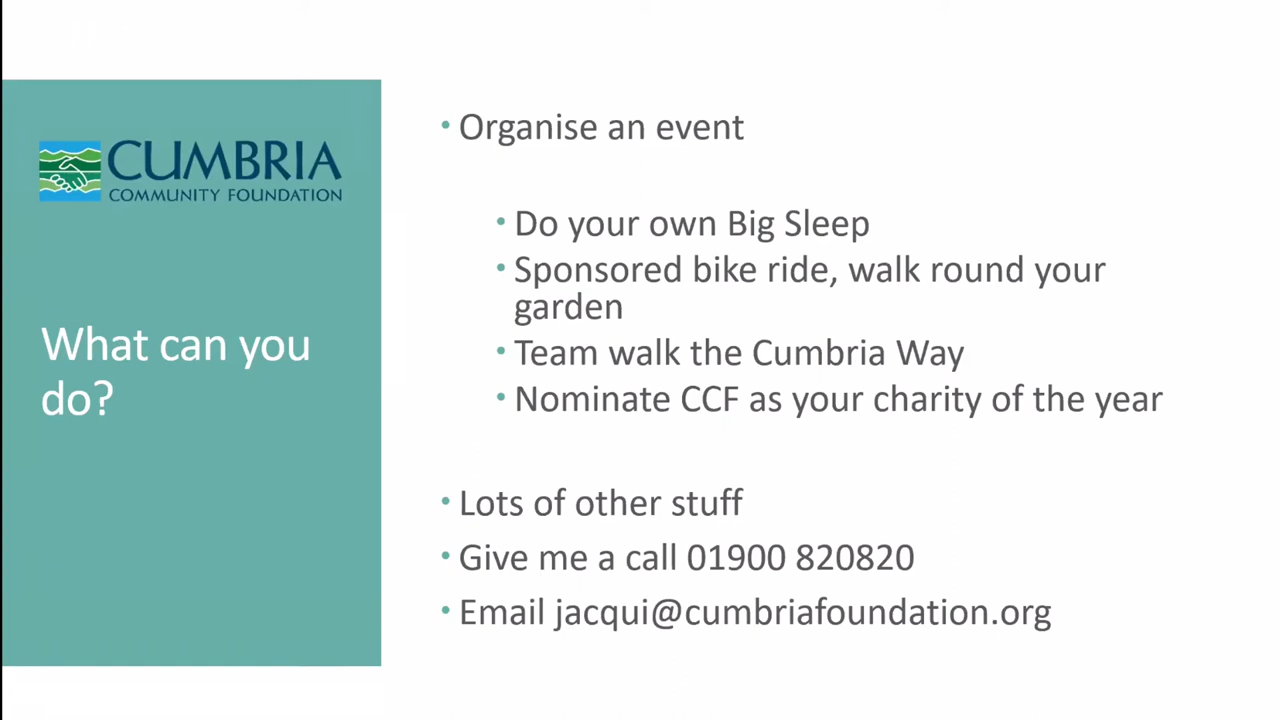 CUMBRIA
COMMUNITY FOUNDATION
What can you
do?
• Organise an event
• Do your own Big Sleep
• Sponsored bike ride, walk round your
garden
• Team walk the Cumbria Way
• Nominate CCF as your charity of the year
• Lots of other stuff
• Give me a call 01900 820820
• Email jacqui@cumbriafoundation.org